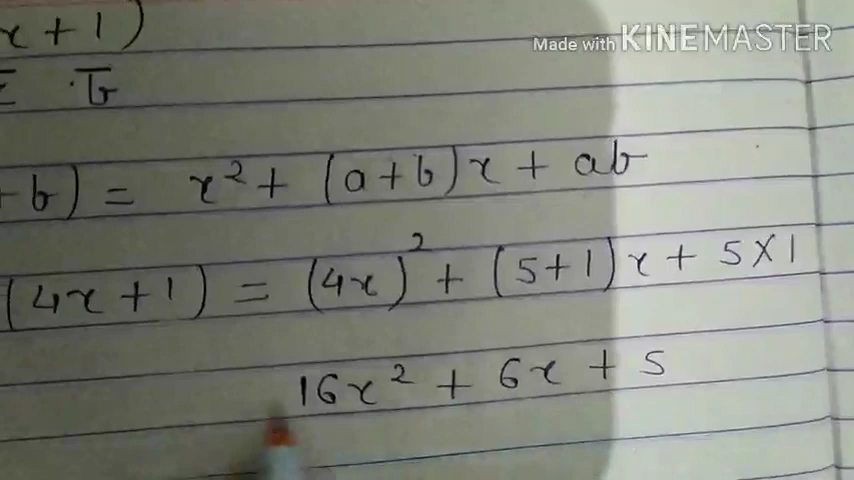 x + 1)
Made with KINEMASTER
b
+ b) = x² + (a + b)x + ab
(4x + 1) = (4x)² + (5 + 1)x + 5 × 1
16x² + 6x + 5